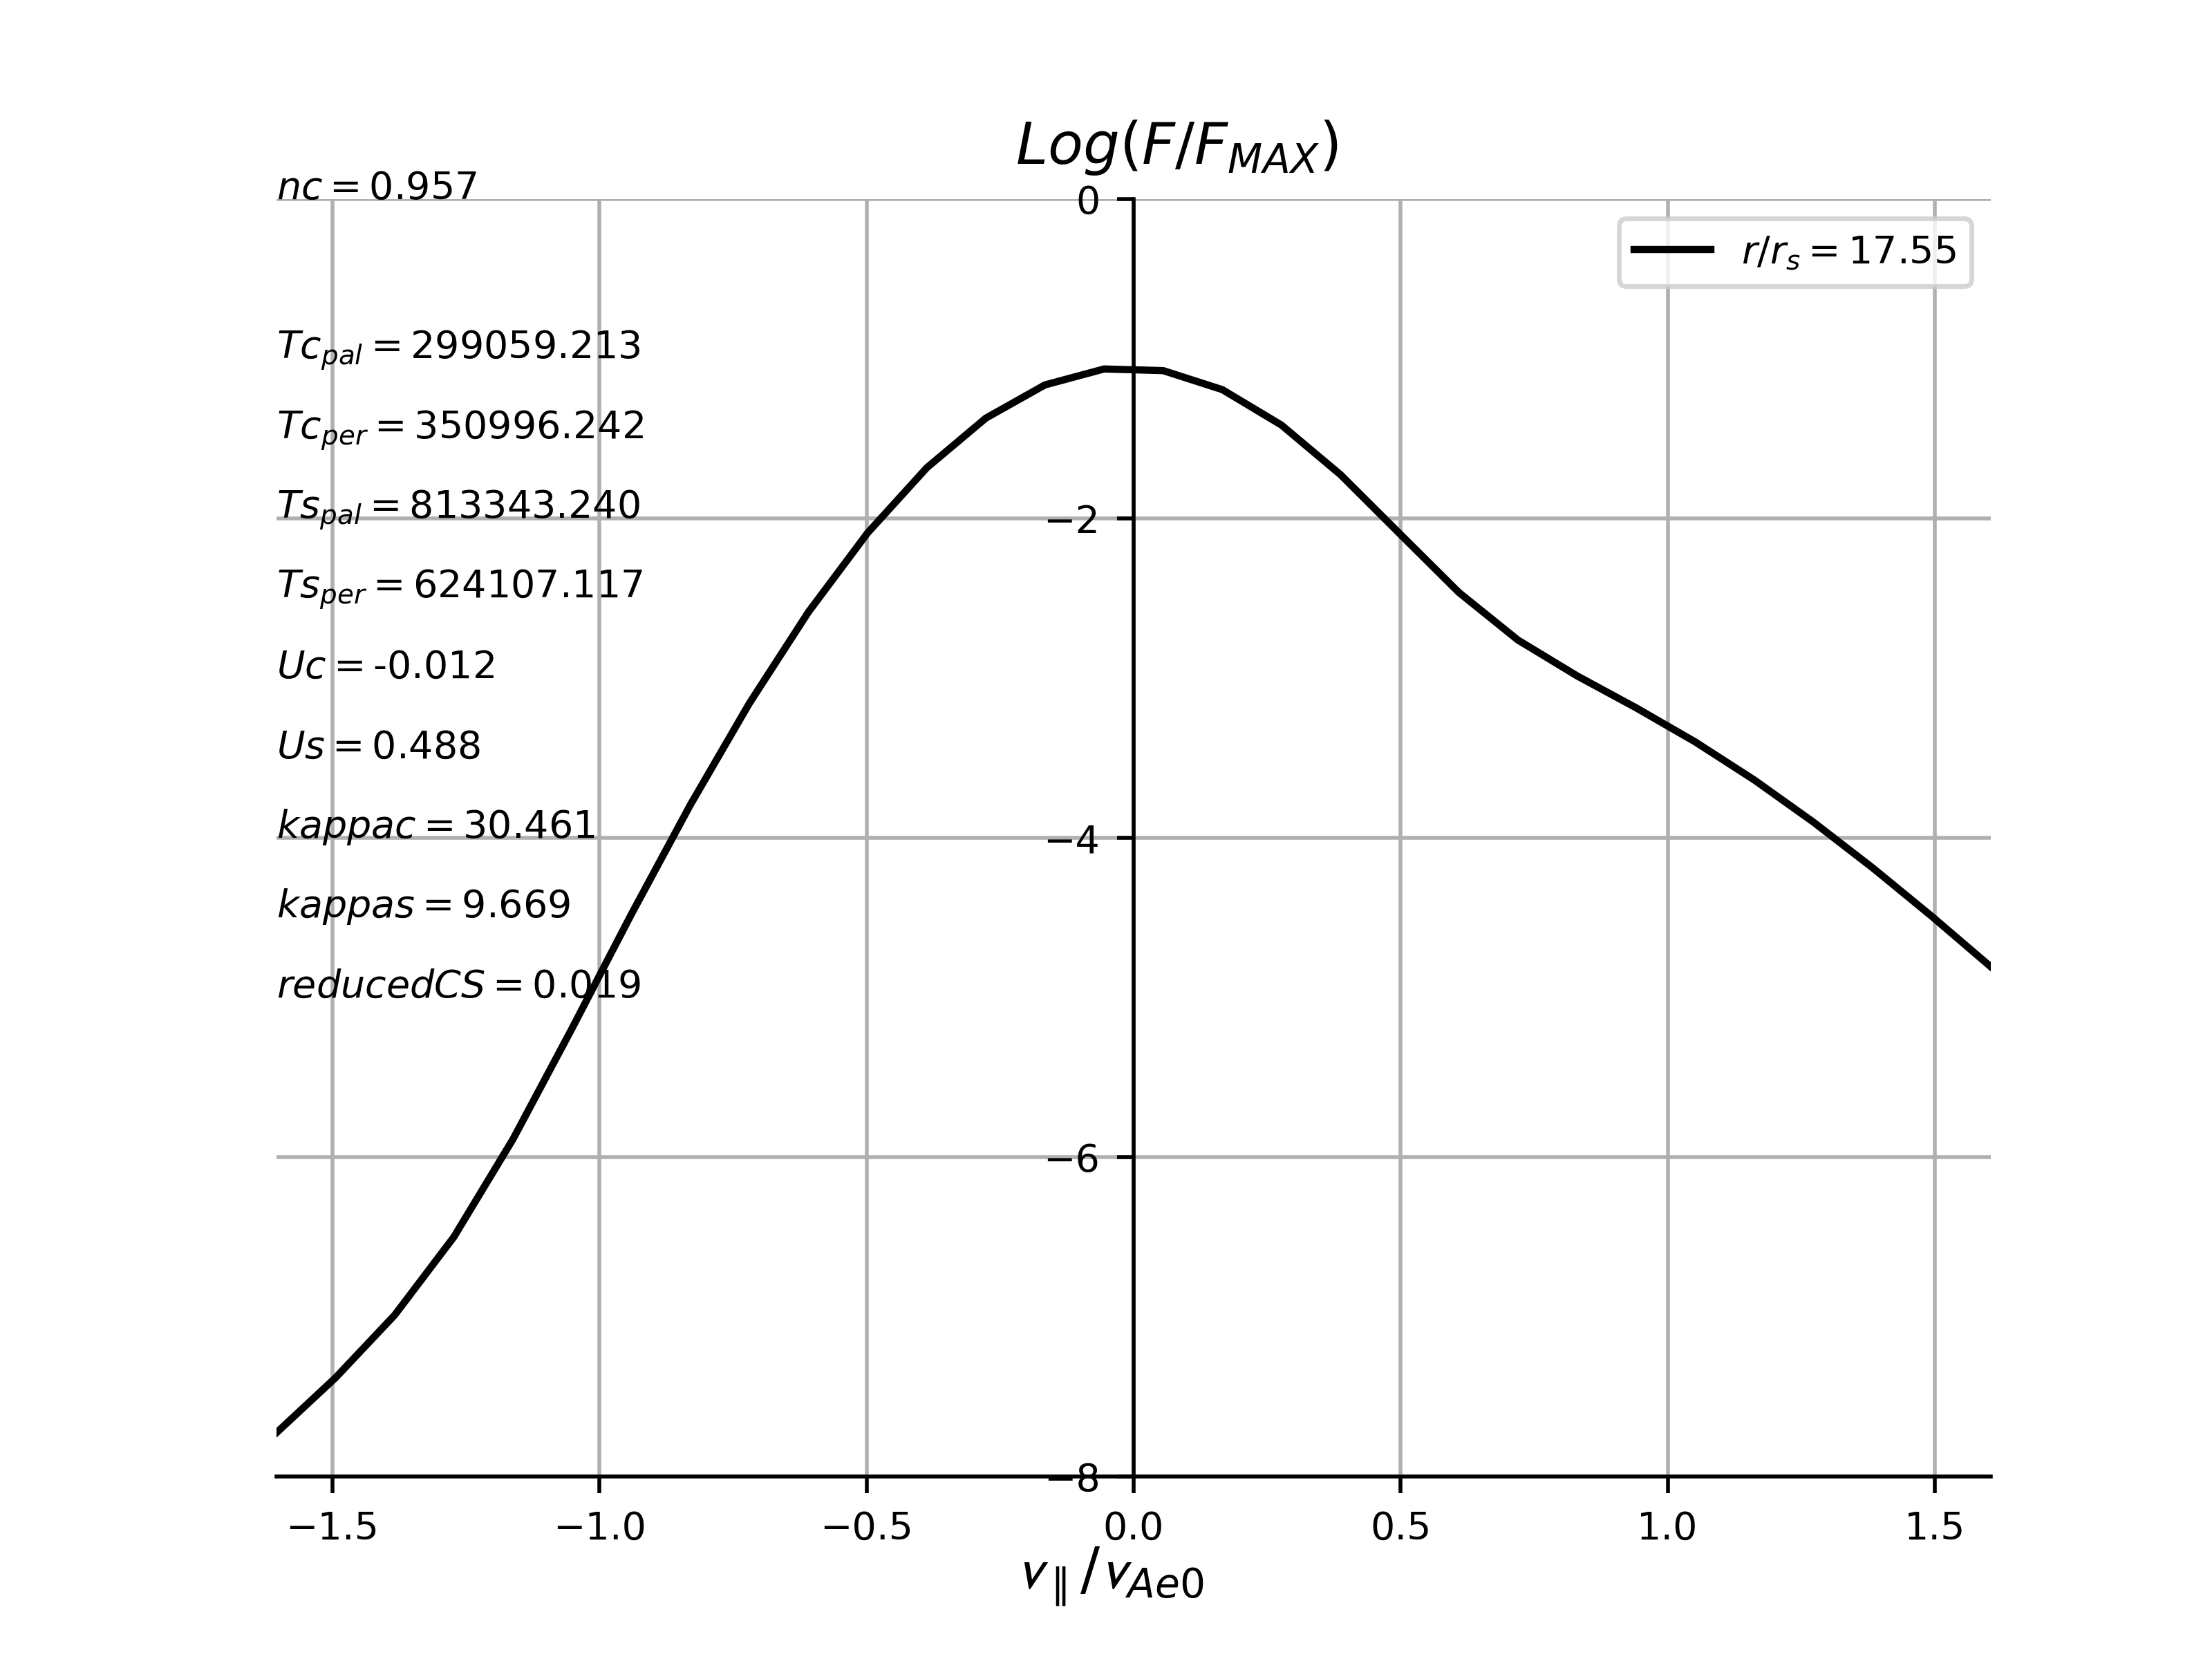 Log(F/F_MAX)
nc = 0.957
0
r/r_s = 17.55
Tc_pal = 299059.213
Tc_per = 350996.242
Ts_pal = 813343.240
−2
Ts_per = 624107.117
Uc = -0.012
Us = 0.488
kappac = 30.461
−4
kappas = 9.669
reducedCS = 0.019
−6
−8
−1.5 −1.0 −0.5 0.0 0.5 1.0 1.5
v_∥/v_Ae0